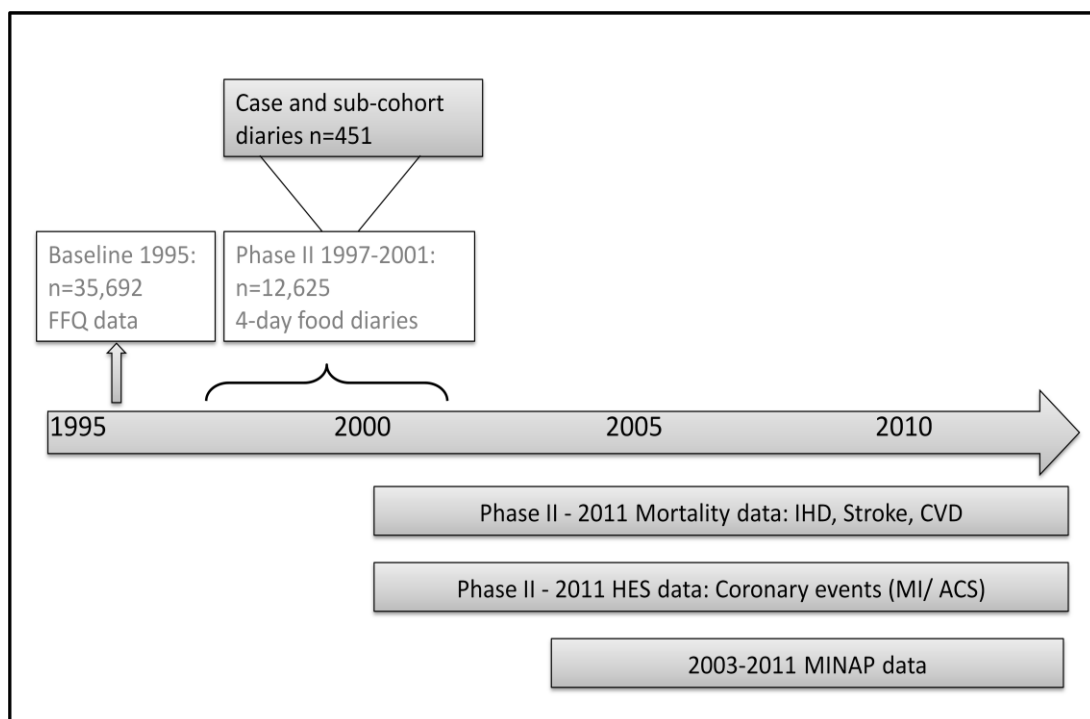 Case and sub-cohort
diaries n=451
Baseline 1995:
n=35,692
FFQ data
Phase II 1997-2001:
n=12,625
4-day food diaries
1995 2000 2005 2010
Phase II - 2011 Mortality data: IHD, Stroke, CVD
Phase II - 2011 HES data: Coronary events (MI/ ACS)
2003-2011 MINAP data